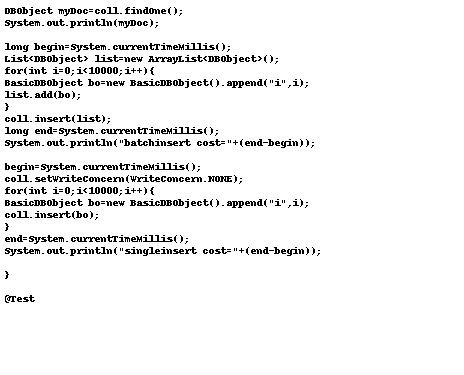 DBObject myDoc=coll.findOne();
System.out.println(myDoc);
long begin=System.currentTimeMillis();
List<DBObject> list=new ArrayList<DBObject>();
for(int i=0;i<10000;i++){
BasicDBObject bo=new BasicDBObject().append("i",i);
list.add(bo);
}
coll.insert(list);
long end=System.currentTimeMillis();
System.out.println("batchinsert cost="+(end-begin));
begin=System.currentTimeMillis();
coll.setWriteConcern(WriteConcern.NONE);
for(int i=0;i<10000;i++){
BasicDBObject bo=new BasicDBObject().append("i",i);
coll.insert(bo);
}
end=System.currentTimeMillis();
System.out.println("singleinsert cost="+(end-begin));
}
@Test